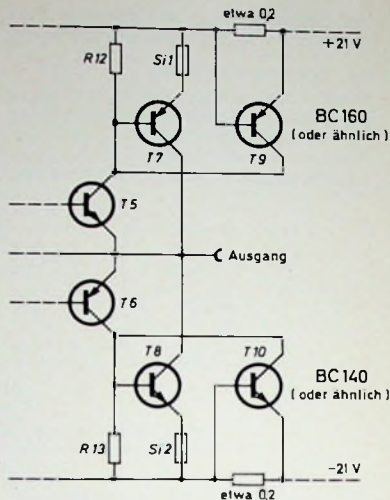 etwa 0,2
+21 V
R12
Si1
BC160
(oder ähnlich)
T7
T9
T5
Ausgang
T6
T8
T10
BC140
(oder ähnlich)
R13
Si2
-21 V
etwa 0,2